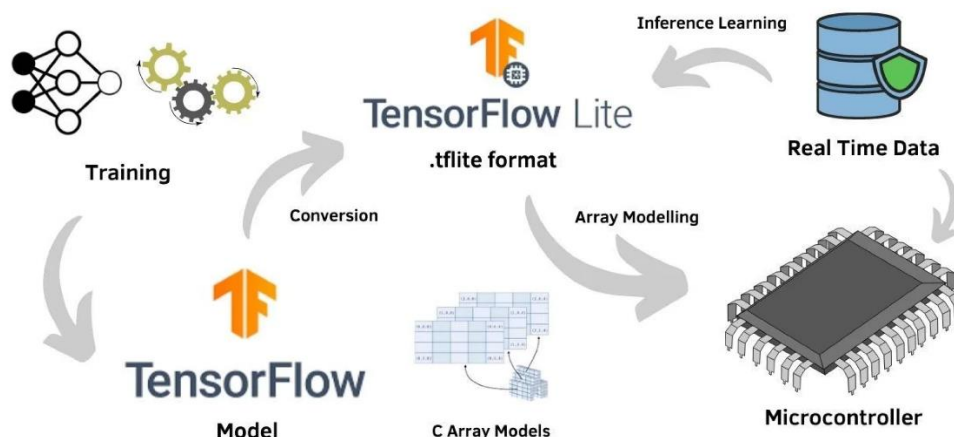 Inference Learning
TensorFlow Lite
.tflite format
Real Time Data
Training
Conversion
Array Modelling
TensorFlow
Model
C Array Models
Microcontroller